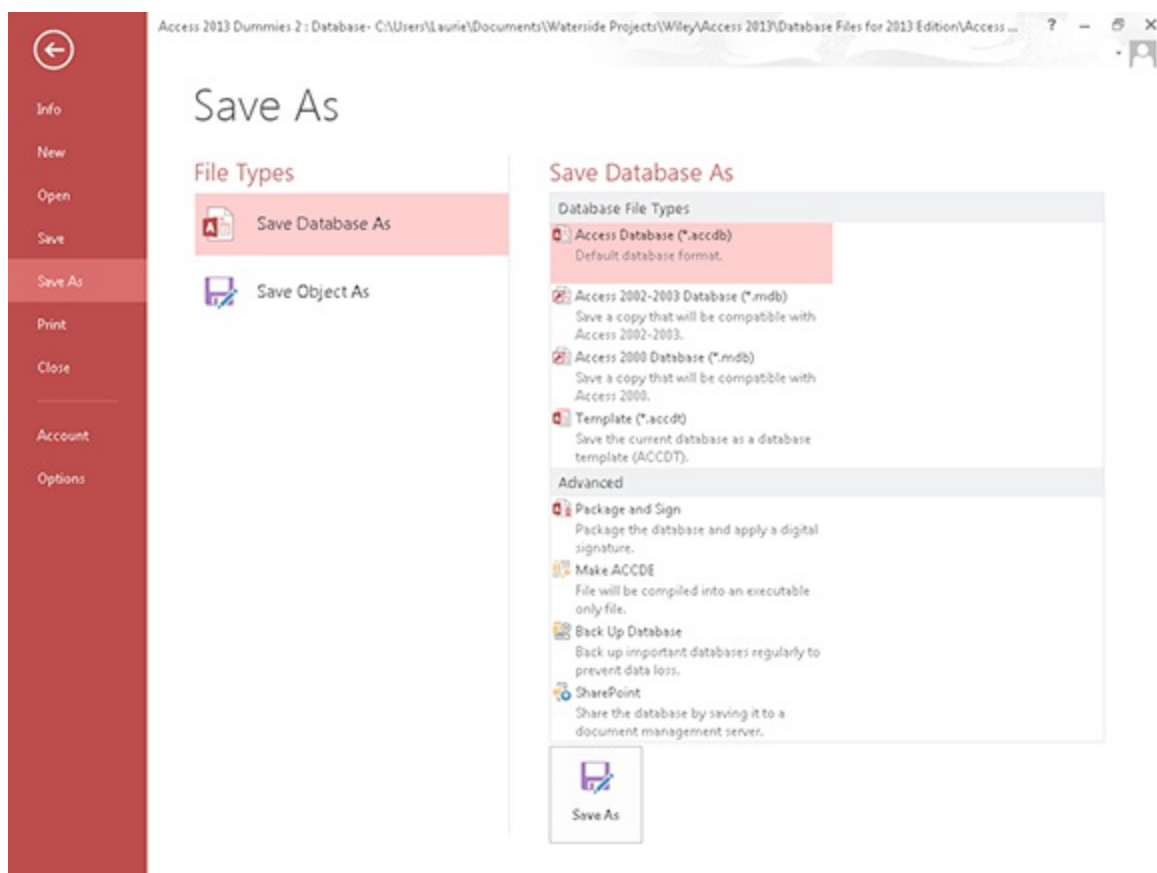 Access 2013 Dummies 2 : Database- C:\Users\Laurie\Documents\Waterside Projects\Wiley\Access 2013\Database Files for 2013 Edition\Access ...
?
Info
New
Open
Save
Save As
Print
Close
Account
Options
Save As
File Types
Save Database As
Save Object As
Save Database As
Database File Types
Access Database (*.accdb)
Default database format.
Access 2002-2003 Database (*.mdb)
Save a copy that will be compatible with
Access 2002-2003.
Access 2000 Database (*.mdb)
Save a copy that will be compatible with
Access 2000.
Template (*.accdt)
Save the current database as a database
template (ACCDT).
Advanced
Package and Sign
Package the database and apply a digital
signature.
Make ACCDE
File will be compiled into an executable
only file.
Back Up Database
Back up important databases regularly to
prevent data loss.
SharePoint
Share the database by saving it to a
document management server.
Save As